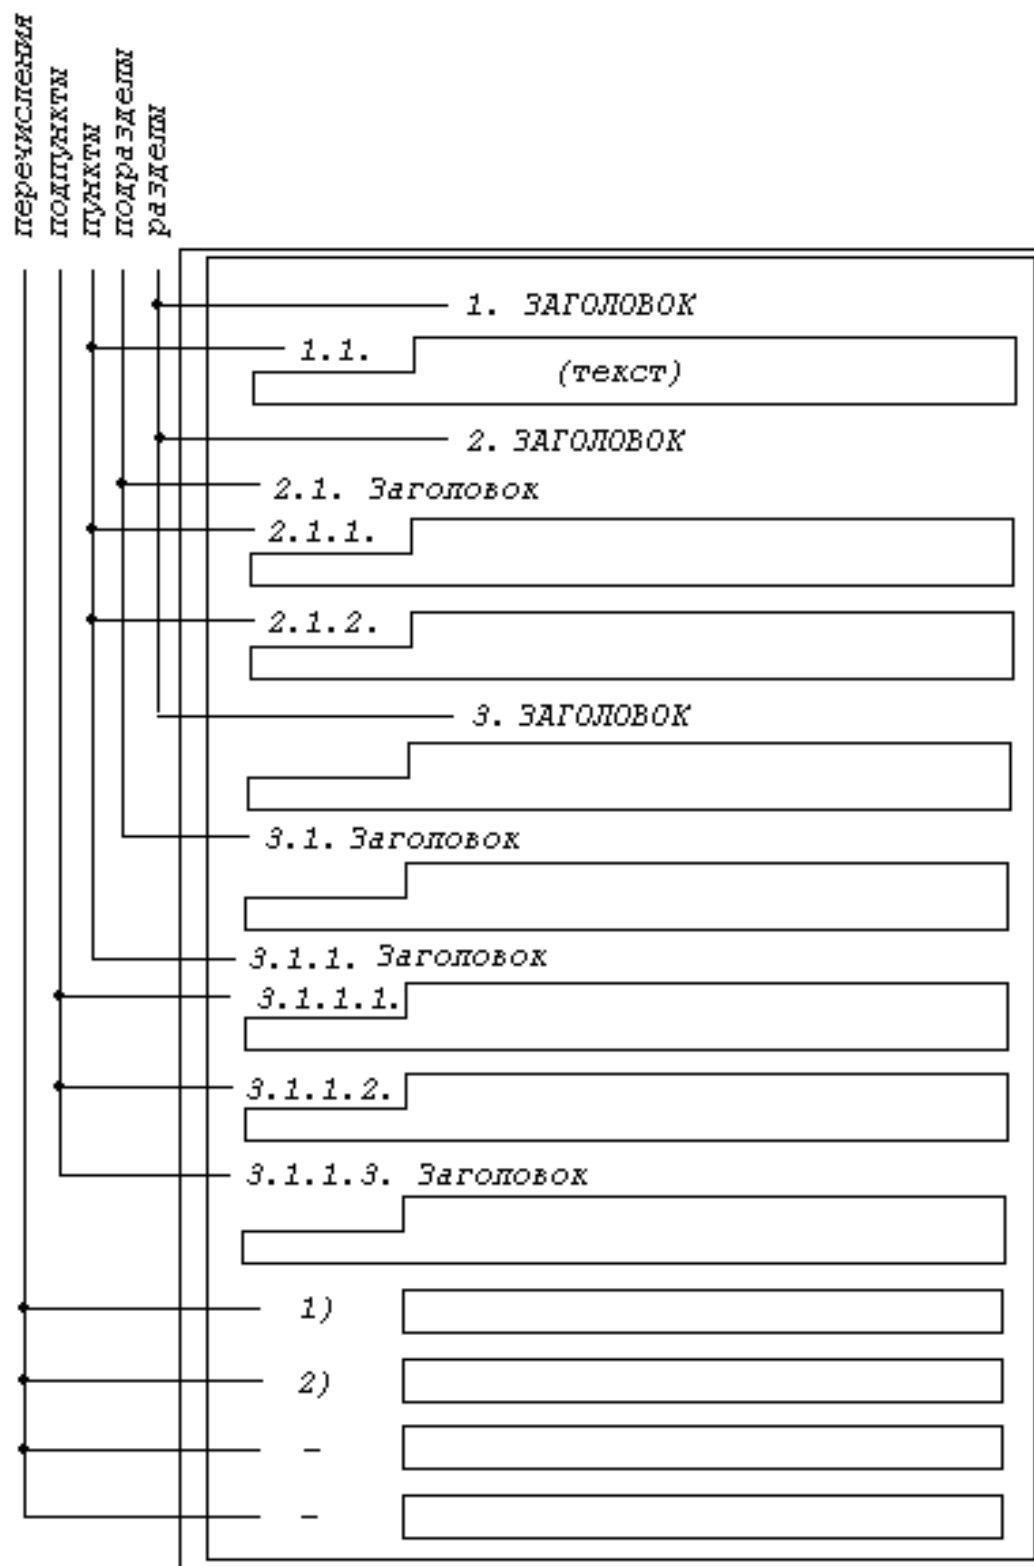 перечисления
подпункты
пункты
подразделы
разделы
1. ЗАГОЛОВОК
1.1.
(текст)
2. ЗАГОЛОВОК
2.1. Заголовок
2.1.1.
2.1.2.
3. ЗАГОЛОВОК
3.1. Заголовок
3.1.1. Заголовок
3.1.1.1.
3.1.1.2.
3.1.1.3. Заголовок
1)
2)
–
–